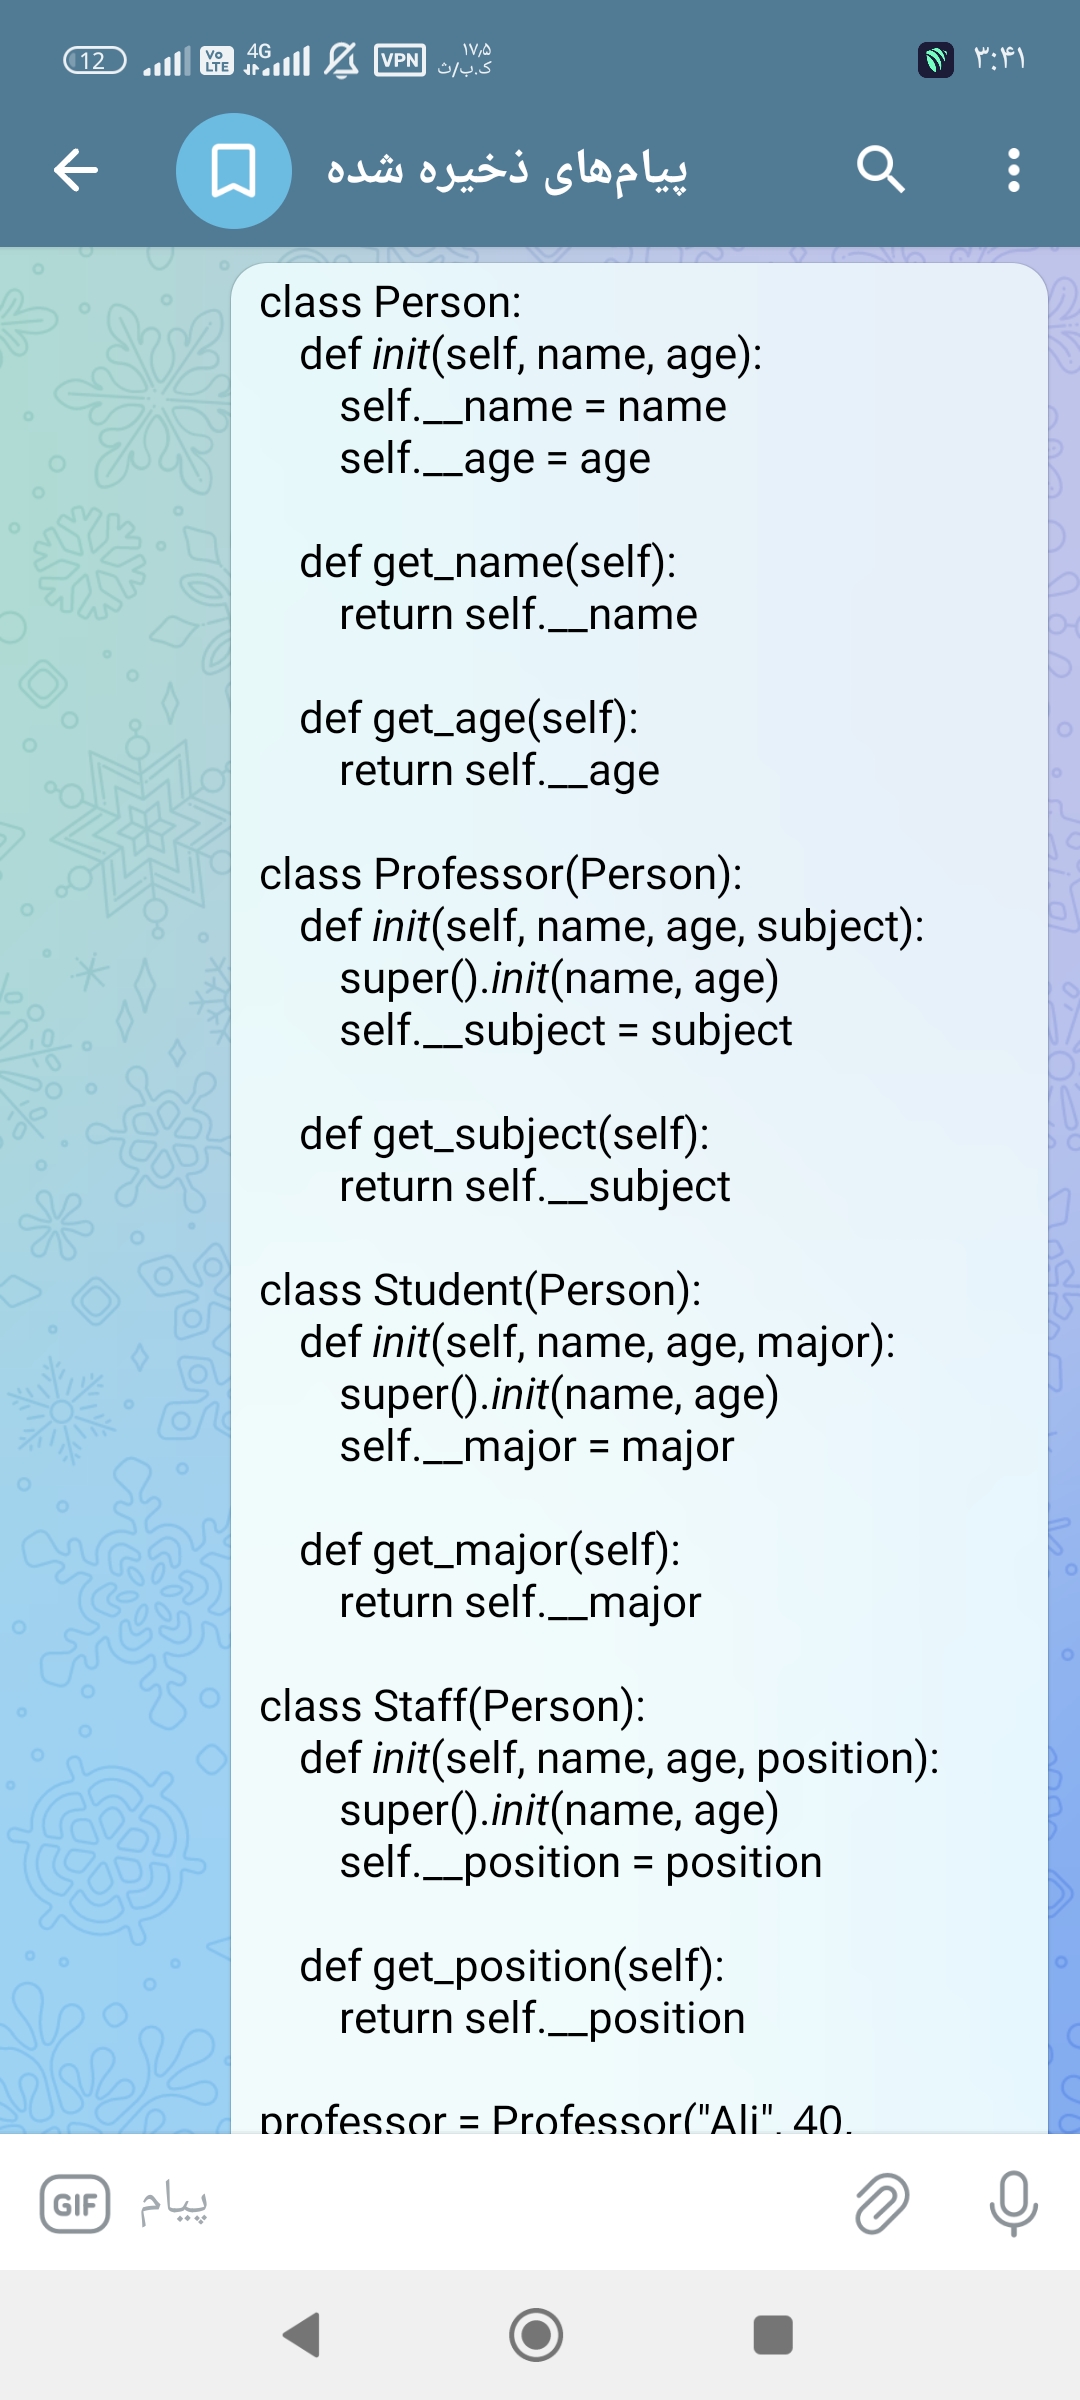 12 Vo LTE 4G VPN ۱۷٫۵ ک.ب/ث ۳:۴۱
پیام‌های ذخیره شده
class Person:
    def init(self, name, age):
        self.__name = name
        self.__age = age
    def get_name(self):
        return self.__name
    def get_age(self):
        return self.__age
class Professor(Person):
    def init(self, name, age, subject):
        super().init(name, age)
        self.__subject = subject
    def get_subject(self):
        return self.__subject
class Student(Person):
    def init(self, name, age, major):
        super().init(name, age)
        self.__major = major
    def get_major(self):
        return self.__major
class Staff(Person):
    def init(self, name, age, position):
        super().init(name, age)
        self.__position = position
    def get_position(self):
        return self.__position
professor = Professor("Ali", 40,
GIF پیام